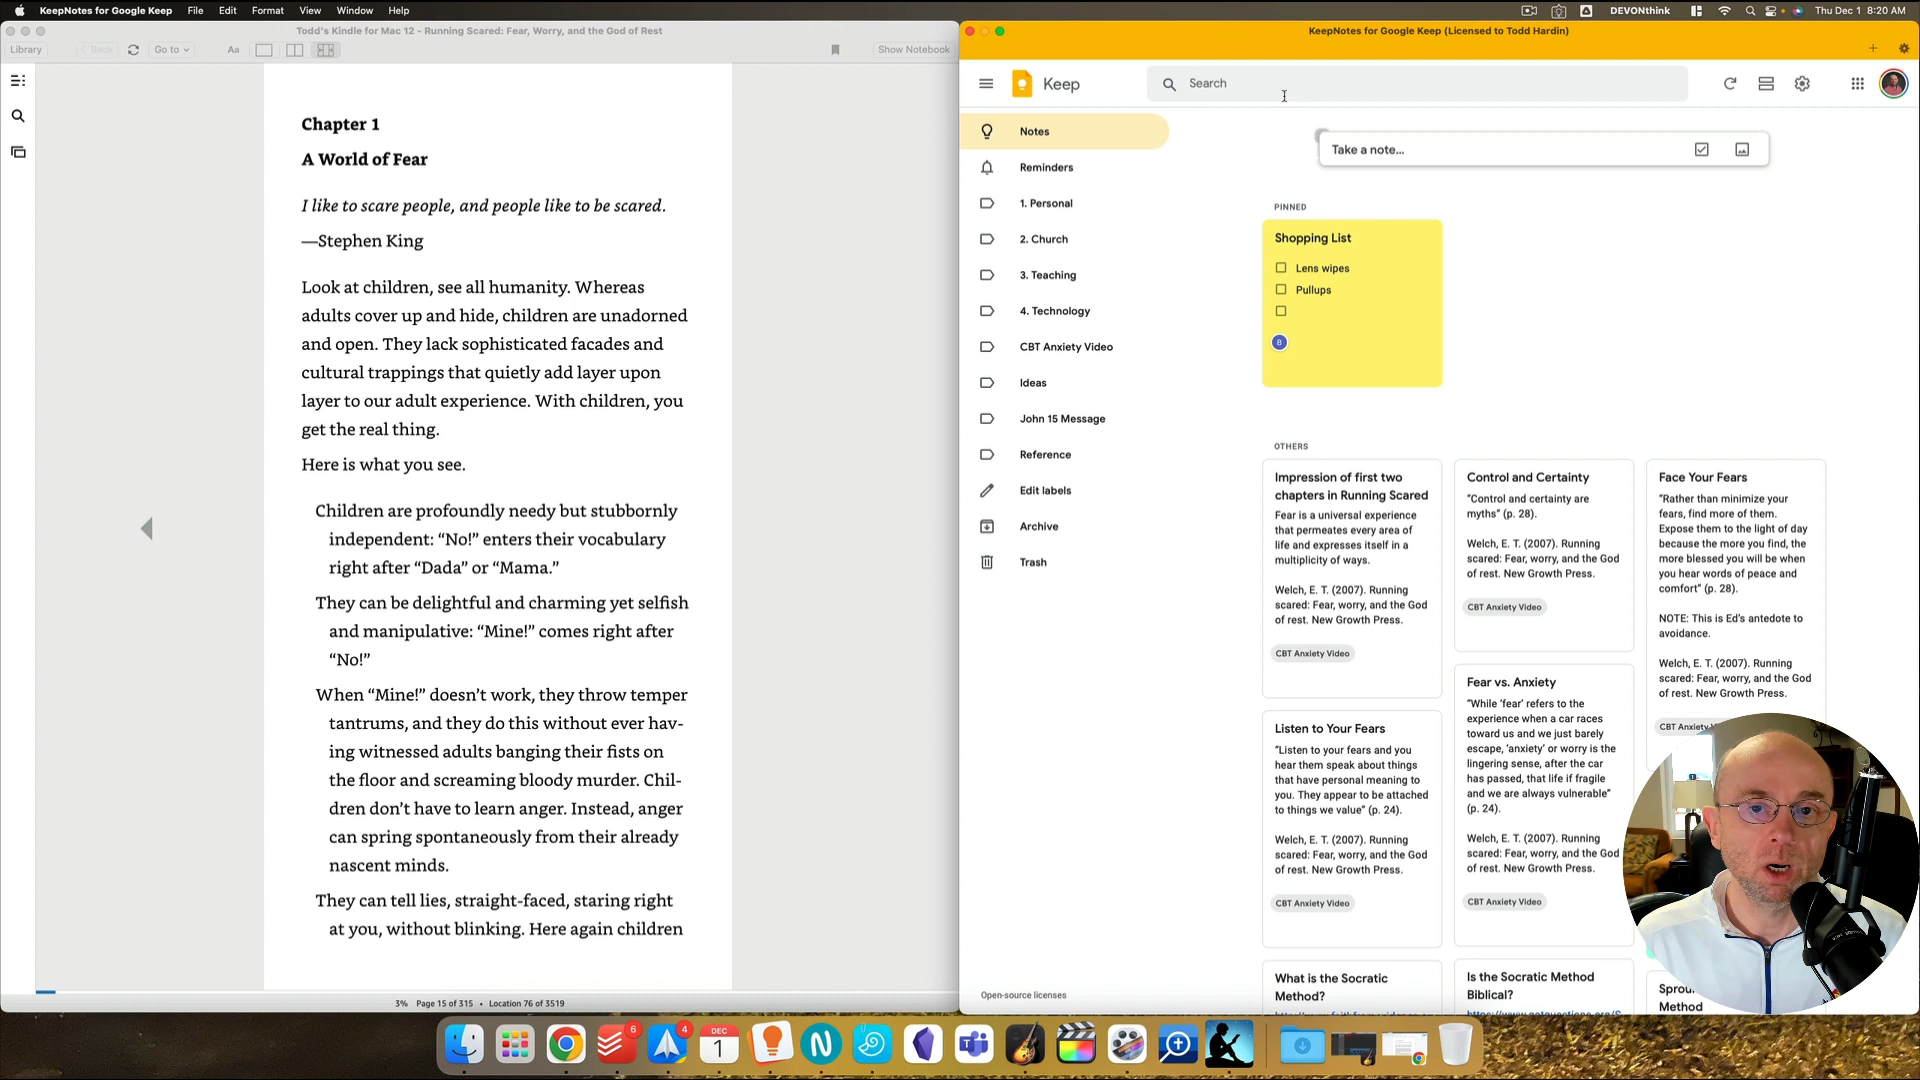 KeepNotes for Google Keep File Edit Format View Window Help
DEVONthink Thu Dec 1 8:20 AM
Todd's Kindle for Mac 12 - Running Scared: Fear, Worry, and the God of Rest
Library Back Go to Aa Show Notebook
Chapter 1
A World of Fear
I like to scare people, and people like to be scared.
—Stephen King
Look at children, see all humanity. Whereas
adults cover up and hide, children are unadorned
and open. They lack sophisticated facades and
cultural trappings that quietly add layer upon
layer to our adult experience. With children, you
get the real thing.
Here is what you see.
Children are profoundly needy but stubbornly
independent: “No!” enters their vocabulary
right after “Dada” or “Mama.”
They can be delightful and charming yet selfish
and manipulative: “Mine!” comes right after
“No!”
When “Mine!” doesn’t work, they throw temper
tantrums, and they do this without ever hav-
ing witnessed adults banging their fists on
the floor and screaming bloody murder. Chil-
dren don’t have to learn anger. Instead, anger
can spring spontaneously from their already
nascent minds.
They can tell lies, straight-faced, staring right
at you, without blinking. Here again children
3% Page 15 of 315 • Location 76 of 3519
KeepNotes for Google Keep (Licensed to Todd Hardin)
Keep
Search
Notes
Reminders
1. Personal
2. Church
3. Teaching
4. Technology
CBT Anxiety Video
Ideas
John 15 Message
Reference
Edit labels
Archive
Trash
Open-source licenses
Take a note...
PINNED
Shopping List
Lens wipes
Pullups
B
OTHERS
Impression of first two
chapters in Running Scared
Fear is a universal experience
that permeates every area of
life and expresses itself in a
multiplicity of ways.
Welch, E. T. (2007). Running
scared: Fear, worry, and the God
of rest. New Growth Press.
CBT Anxiety Video
Listen to Your Fears
“Listen to your fears and you
hear them speak about things
that have personal meaning to
you. They appear to be attached
to things we value” (p. 24).
Welch, E. T. (2007). Running
scared: Fear, worry, and the God
of rest. New Growth Press.
CBT Anxiety Video
What is the Socratic
Method?
Control and Certainty
“Control and certainty are
myths” (p. 28).
Welch, E. T. (2007). Running
scared: Fear, worry, and the God
of rest. New Growth Press.
CBT Anxiety Video
Fear vs. Anxiety
“While ‘fear’ refers to the
experience when a car races
toward us and we just barely
escape, ‘anxiety’ or worry is the
lingering sense, after the car
has passed, that life if fragile
and we are always vulnerable”
(p. 24).
Welch, E. T. (2007). Running
scared: Fear, worry, and the God
of rest. New Growth Press.
CBT Anxiety Video
Is the Socratic Method
Biblical?
Face Your Fears
“Rather than minimize your
fears, find more of them.
Expose them to the light of day
because the more you find, the
more blessed you will be when
you hear words of peace and
comfort” (p. 28).
NOTE: This is Ed’s antedote to
avoidance.
Welch, E. T. (2007). Running
scared: Fear, worry, and the God
of rest. New Growth Press.
CBT Anxiety
Method
6
4
DEC
1